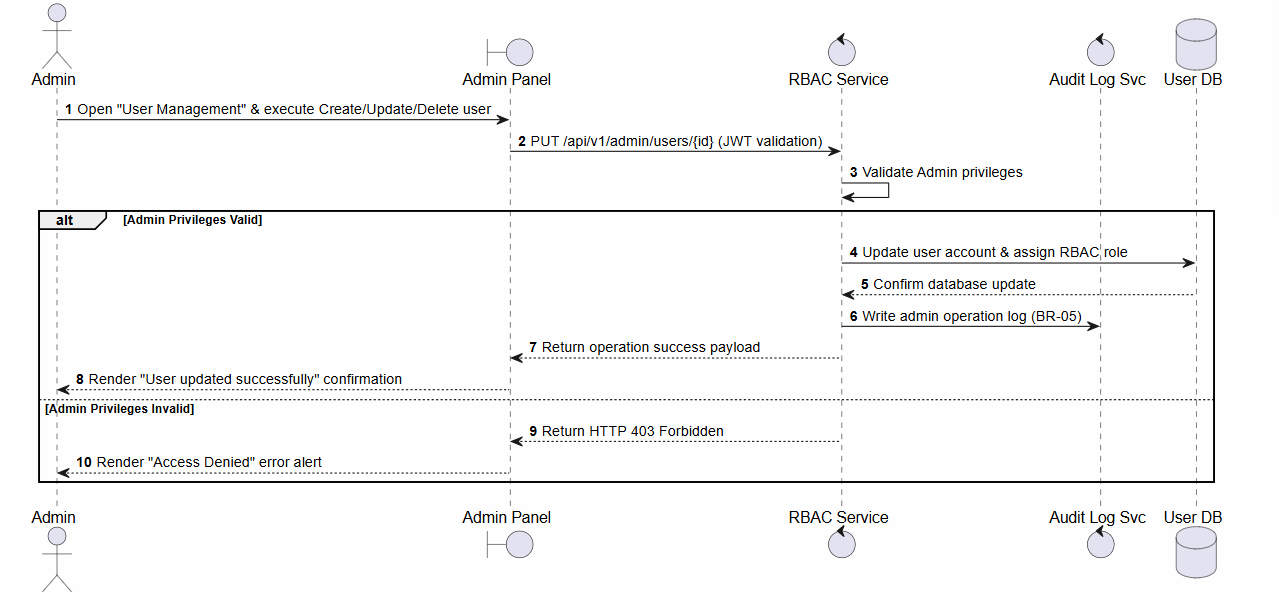 Admin Admin Panel RBAC Service Audit Log Svc User DB
1 Open "User Management" & execute Create/Update/Delete user
2 PUT /api/v1/admin/users/{id} (JWT validation)
3 Validate Admin privileges
alt [Admin Privileges Valid]
4 Update user account & assign RBAC role
5 Confirm database update
6 Write admin operation log (BR-05)
7 Return operation success payload
8 Render "User updated successfully" confirmation
[Admin Privileges Invalid]
9 Return HTTP 403 Forbidden
10 Render "Access Denied" error alert
Admin Admin Panel RBAC Service Audit Log Svc User DB